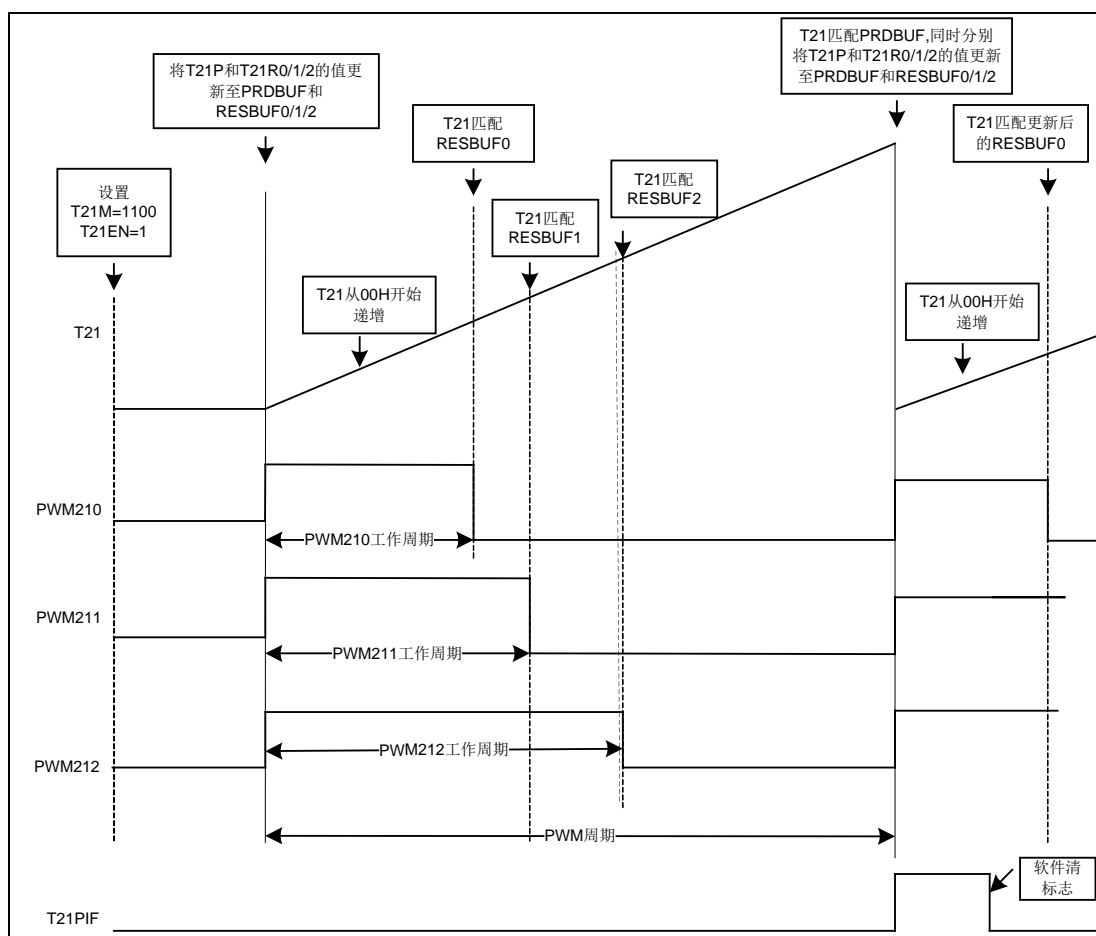 将T21P和T21R0/1/2的值更
新至PRDBUF和
RESBUF0/1/2
T21匹配PRDBUF,同时分别
将T21P和T21R0/1/2的值更新
至PRDBUF和RESBUF0/1/2
T21匹配
RESBUF0
T21匹配更新后
的RESBUF0
设置
T21M=1100
T21EN=1
T21匹配
RESBUF2
T21匹配
RESBUF1
T21从00H开始
递增
T21从00H开始
递增
T21
PWM210
PWM210工作周期
PWM211
PWM211工作周期
PWM212工作周期
PWM212
PWM周期
软件清
标志
T21PIF